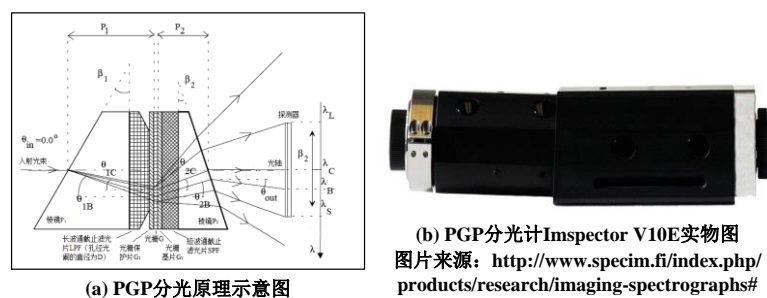 P₁
P₂
β₁
β₂
探测器
λL
θin=0.0°
入射光束
θ1C
θ2C
光轴
β₂
λC
θ1B
θ2B
θout
λB
λS
棱镜P₁
棱镜P₂
λ
长波通截止滤光
片LPF（孔径光
阑的直径为D）
光栅保
护片G₁
光栅G
光栅
基片G₂
短波通截止
滤光片SPF
(a) PGP分光原理示意图
(b) PGP分光计Imspector V10E实物图
图片来源：http://www.specim.fi/index.php/
products/research/imaging-spectrographs#